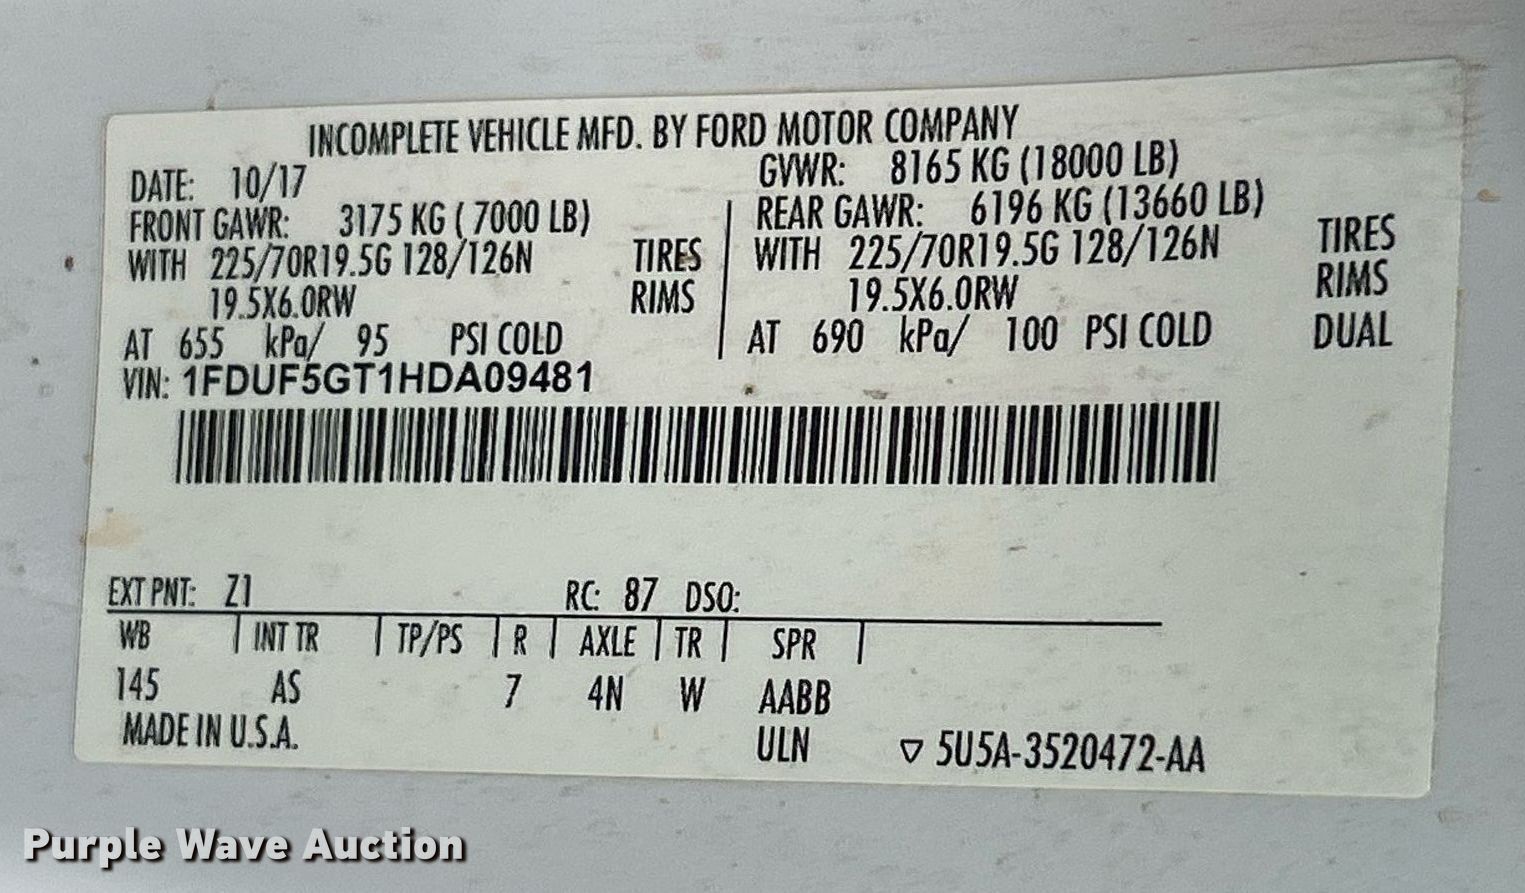 INCOMPLETE VEHICLE MFD. BY FORD MOTOR COMPANY
DATE: 10/17 GVWR: 8165 KG (18000 LB)
FRONT GAWR: 3175 KG ( 7000 LB) REAR GAWR: 6196 KG (13660 LB)
WITH 225/70R19.5G 128/126N TIRES WITH 225/70R19.5G 128/126N TIRES
19.5X6.0RW RIMS 19.5X6.0RW RIMS
AT 655 kPa/ 95 PSI COLD AT 690 kPa/ 100 PSI COLD DUAL
VIN: 1FDUF5GT1HDA09481
EXT PNT: Z1 RC: 87 DSO:
WB INT TR TP/PS R AXLE TR SPR
145 AS 7 4N W AABB
MADE IN U.S.A. ULN ▽ 5U5A-3520472-AA
Purple Wave Auction